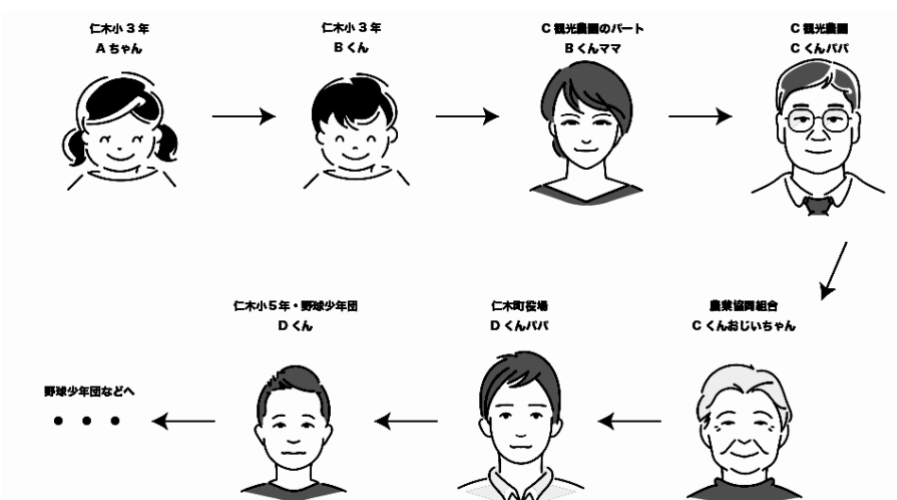 仁木小３年
Aちゃん
仁木小３年
Bくん
C 観光農園のパート
Bくんママ
C 観光農園
Cくんパパ
農業協同組合
Cくんおじいちゃん
仁木町役場
Dくんパパ
仁木小５年・野球少年団
Dくん
野球少年団などへ
• • •